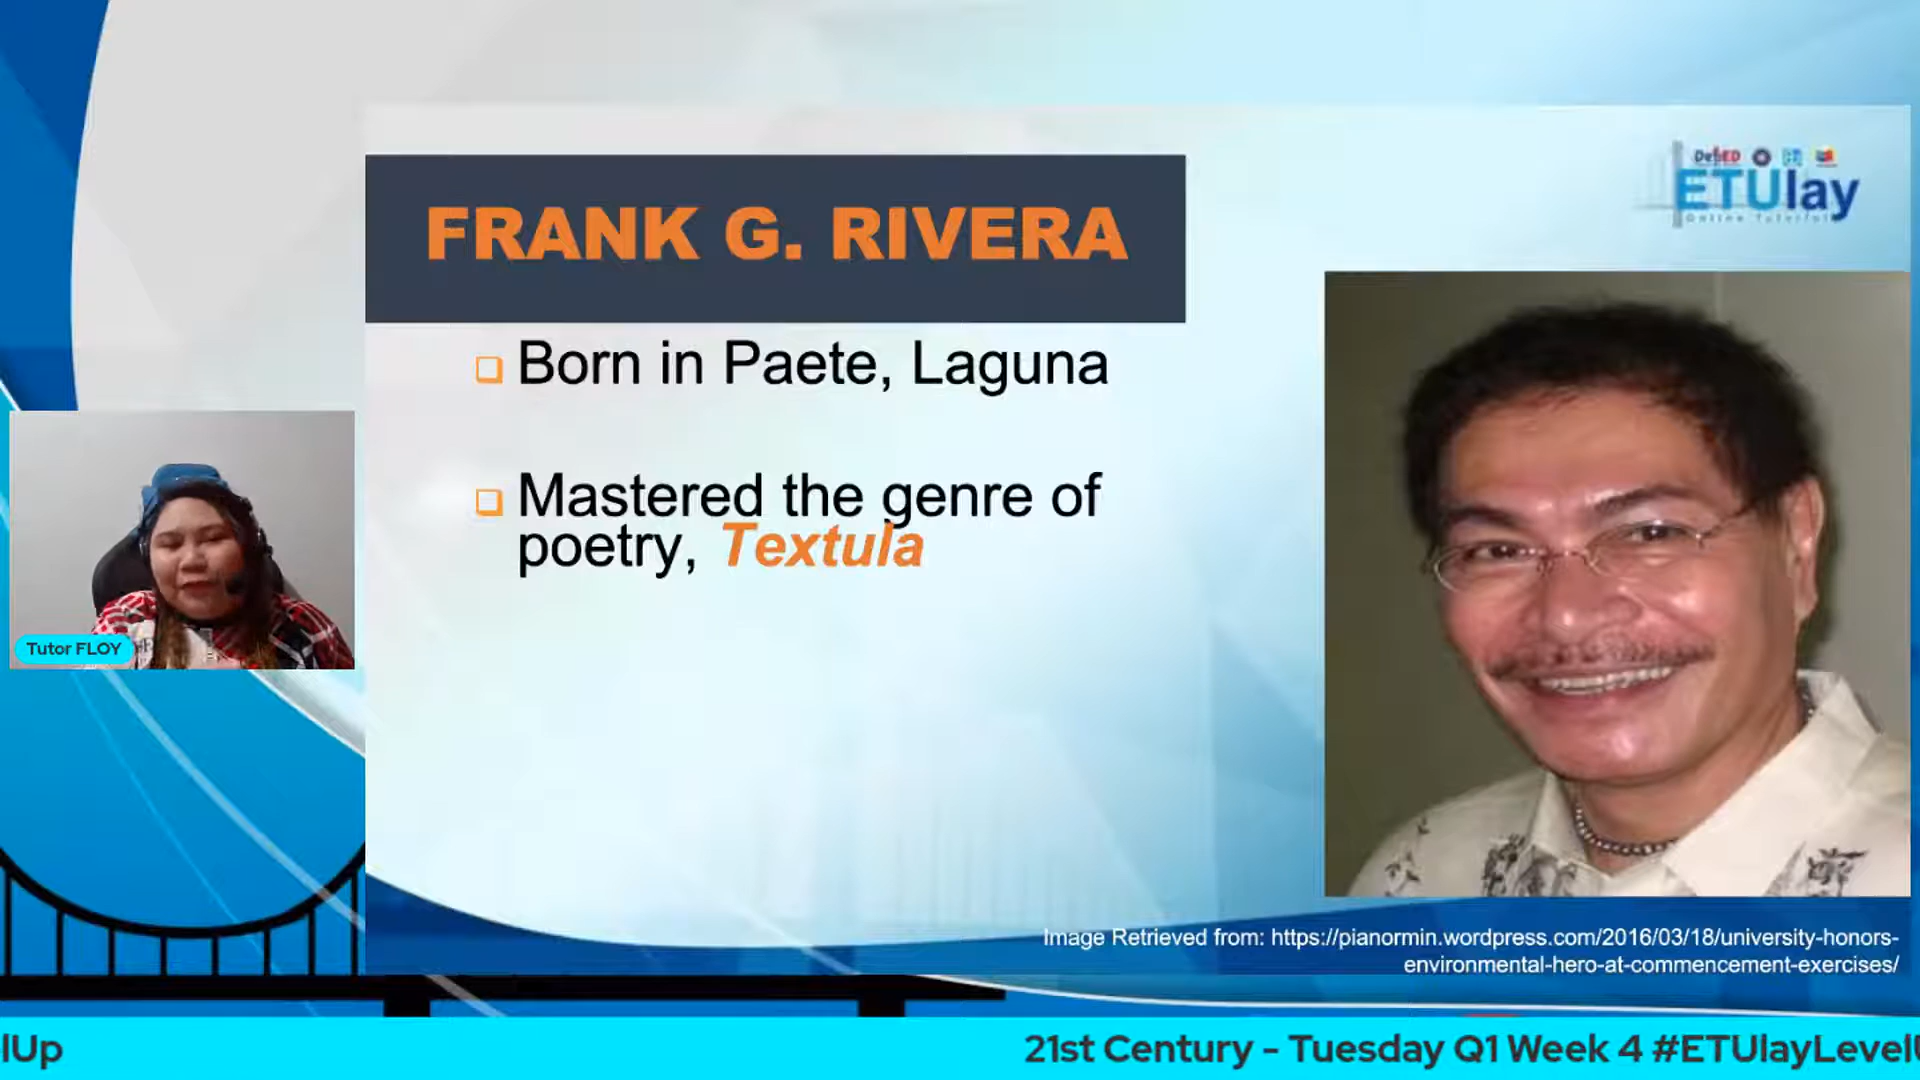 DepED
ETUlay
Online Tutorial
FRANK G. RIVERA
Born in Paete, Laguna
Mastered the genre of
poetry, Textula
Tutor FLOY
Image Retrieved from: https://pianormin.wordpress.com/2016/03/18/university-honors-
environmental-hero-at-commencement-exercises/
lUp
21st Century - Tuesday Q1 Week 4 #ETUlayLevel